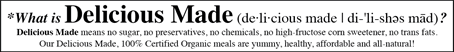 *What is Delicious Made (de·li·cious made | di-'li-shəs mād)?
Delicious Made means no sugar, no preservatives, no chemicals, no high-fructose corn sweetener, no trans fats.
Our Delicious Made, 100% Certified Organic meals are yummy, healthy, affordable and all-natural!